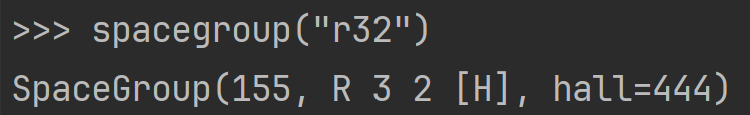 >>> spacegroup("r32")
SpaceGroup(155, R 3 2 [H], hall=444)